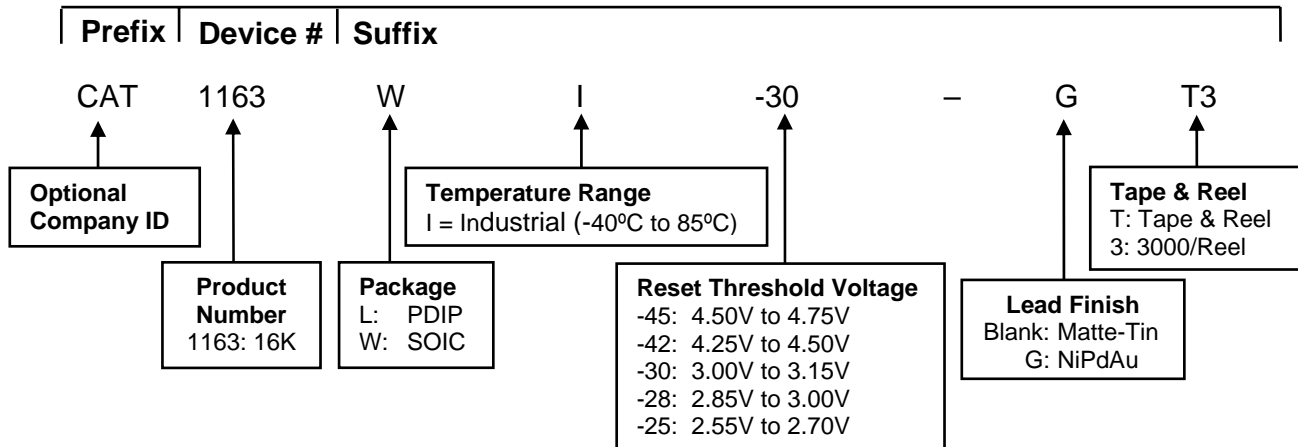 Prefix Device # Suffix
CAT 1163 W I -30 – G T3
Optional
Company ID
Temperature Range
I = Industrial (-40ºC to 85ºC)
Tape & Reel
T: Tape & Reel
3: 3000/Reel
Product
Number
1163: 16K
Package
L: PDIP
W: SOIC
Reset Threshold Voltage
-45: 4.50V to 4.75V
-42: 4.25V to 4.50V
-30: 3.00V to 3.15V
-28: 2.85V to 3.00V
-25: 2.55V to 2.70V
Lead Finish
Blank: Matte-Tin
G: NiPdAu